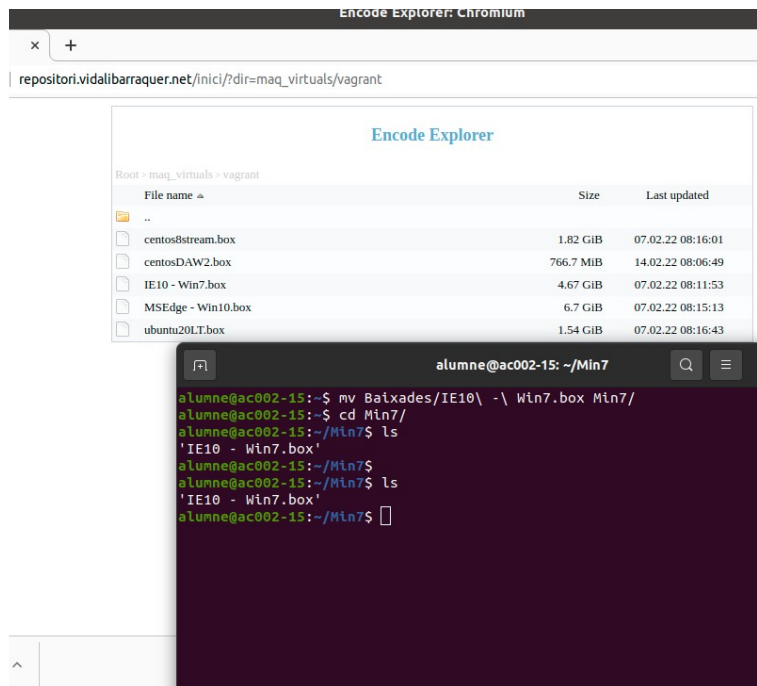 Encode Explorer: Chromium
× +
repositori.vidalibarraquer.net/inici/?dir=maq_virtuals/vagrant
Encode Explorer
Root > maq_virtuals > vagrant
File name Size Last updated
..
centos8stream.box 1.82 GiB 07.02.22 08:16:01
centosDAW2.box 766.7 MiB 14.02.22 08:06:49
IE10 - Win7.box 4.67 GiB 07.02.22 08:11:53
MSEdge - Win10.box 6.7 GiB 07.02.22 08:15:13
ubuntu20LT.box 1.54 GiB 07.02.22 08:16:43
alumne@ac002-15: ~/Min7
alumne@ac002-15:~$ mv Baixades/IE10\ -\ Win7.box Min7/
alumne@ac002-15:~$ cd Min7/
alumne@ac002-15:~/Min7$ ls
'IE10 - Win7.box'
alumne@ac002-15:~/Min7$
alumne@ac002-15:~/Min7$ ls
'IE10 - Win7.box'
alumne@ac002-15:~/Min7$